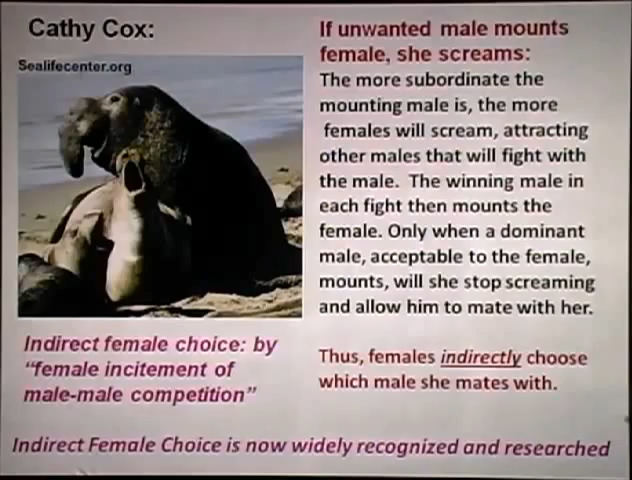 Cathy Cox:
Sealifecenter.org
Indirect female choice: by
“female incitement of
male-male competition”
If unwanted male mounts
female, she screams:
The more subordinate the
mounting male is, the more
females will scream, attracting
other males that will fight with
the male. The winning male in
each fight then mounts the
female. Only when a dominant
male, acceptable to the female,
mounts, will she stop screaming
and allow him to mate with her.
Thus, females indirectly choose
which male she mates with.
Indirect Female Choice is now widely recognized and researched